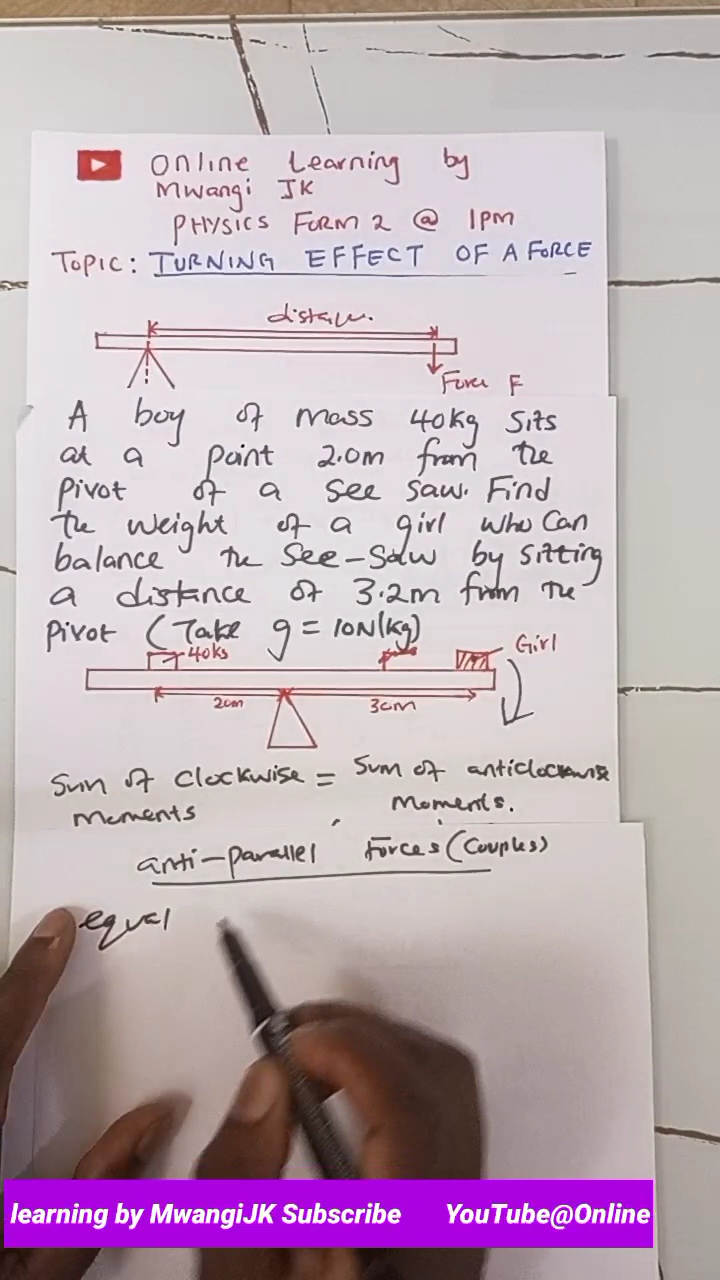 Online Learning by
Mwangi JK
PHYSICS FORM 2 @ 1pm
TOPIC: TURNING EFFECT OF A FORCE
Force F
A boy of mass 40kg sits
at a point 2.0m from the
pivot of a see saw. Find
the weight of a girl who can
balance the see-saw by sitting
a distance of 3.2m from the
pivot (Take g = 10N/kg)
40kg
Girl
2cm
3cm
Sum of clockwise = Sum of anticlockwise
moments
moments.
anti-parallel forces (couples)
equal
learning by MwangiJK Subscribe YouTube@Online